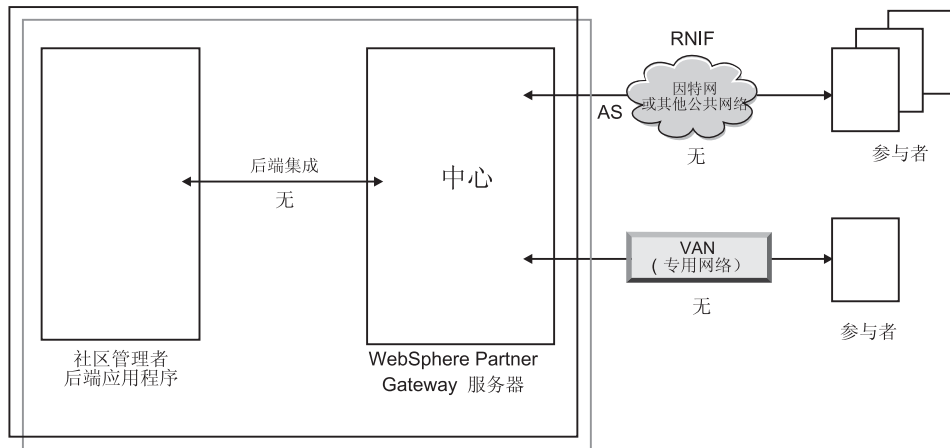 RNIF
因特网
或其他公共网络
AS
无
参与者
后端集成
无
中心
VAN
( 专用网络）
无
参与者
社区管理者
后端应用程序
WebSphere Partner
Gateway 服务器